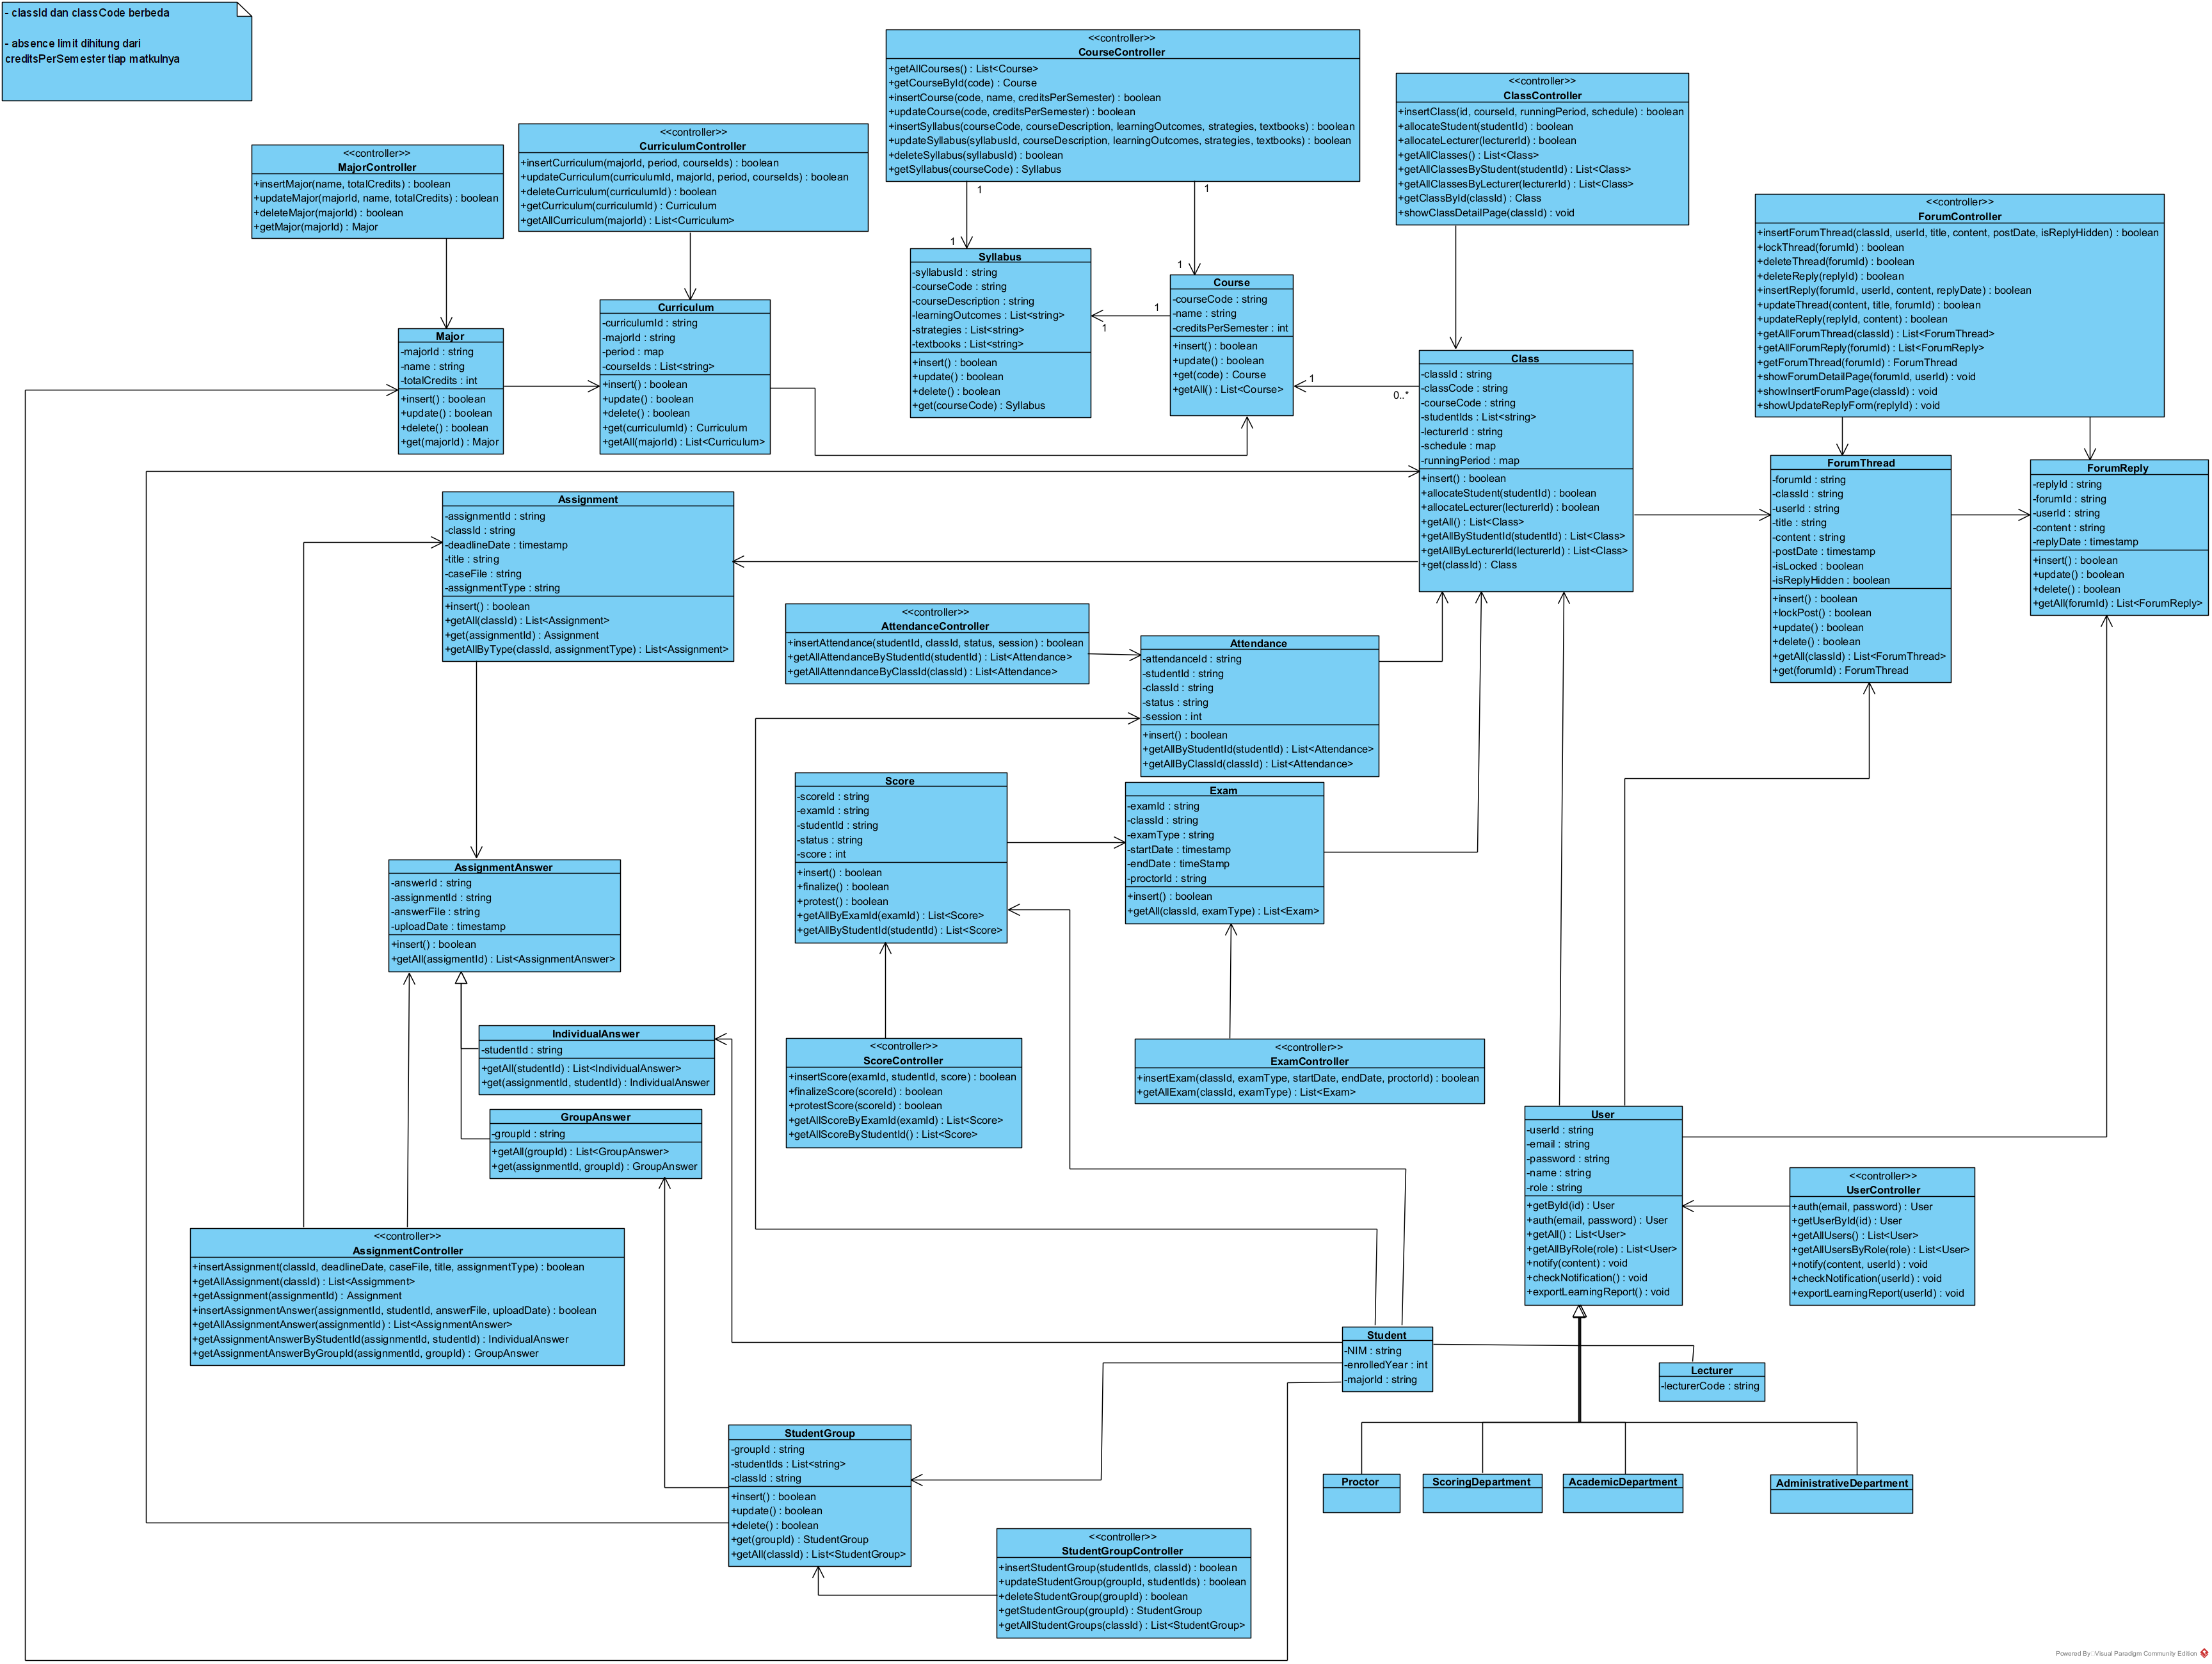 - classId dan classCode berbeda
- absence limit dihitung dari
creditsPerSemester tiap matkulnya
<<controller>>
MajorController
+insertMajor(name, totalCredits) : boolean
+updateMajor(majorId, name, totalCredits) : boolean
+deleteMajor(majorId) : boolean
+getMajor(majorId) : Major
<<controller>>
CurriculumController
+insertCurriculum(majorId, period, courseIds) : boolean
+updateCurriculum(curriculumId, majorId, period, courseIds) : boolean
+deleteCurriculum(curriculumId) : boolean
+getCurriculum(curriculumId) : Curriculum
+getAllCurriculum(majorId) : List<Curriculum>
<<controller>>
CourseController
+getAllCourses() : List<Course>
+getCourseById(code) : Course
+insertCourse(code, name, creditsPerSemester) : boolean
+updateCourse(code, creditsPerSemester) : boolean
+insertSyllabus(courseCode, courseDescription, learningOutcomes, strategies, textbooks) : boolean
+updateSyllabus(syllabusId, courseDescription, learningOutcomes, strategies, textbooks) : boolean
+deleteSyllabus(syllabusId) : boolean
+getSyllabus(courseCode) : Syllabus
1
1
1
1
<<controller>>
ClassController
+insertClass(id, courseId, runningPeriod, schedule) : boolean
+allocateStudent(studentId) : boolean
+allocateLecturer(lecturerId) : boolean
+getAllClasses() : List<Class>
+getAllClassesByStudent(studentId) : List<Class>
+getAllClassesByLecturer(lecturerId) : List<Class>
+getClassById(classId) : Class
+showClassDetailPage(classId) : void
<<controller>>
ForumController
+insertForumThread(classId, userId, title, content, postDate, isReplyHidden) : boolean
+lockThread(forumId) : boolean
+deleteThread(forumId) : boolean
+deleteReply(replyId) : boolean
+insertReply(forumId, userId, content, replyDate) : boolean
+updateThread(content, title, forumId) : boolean
+updateReply(replyId, content) : boolean
+getAllForumThread(classId) : List<ForumThread>
+getAllForumReply(forumId) : List<ForumReply>
+getForumThread(forumId) : ForumThread
+showForumDetailPage(forumId, userId) : void
+showInsertForumPage(classId) : void
+showUpdateReplyForm(replyId) : void
Major
-majorId : string
-name : string
-totalCredits : int
+insert() : boolean
+update() : boolean
+delete() : boolean
+get(majorId) : Major
Curriculum
-curriculumId : string
-majorId : string
-period : map
-courseIds : List<string>
+insert() : boolean
+update() : boolean
+delete() : boolean
+get(curriculumId) : Curriculum
+getAll(majorId) : List<Curriculum>
Syllabus
-syllabusId : string
-courseCode : string
-courseDescription : string
-learningOutcomes : List<string>
-strategies : List<string>
-textbooks : List<string>
+insert() : boolean
+update() : boolean
+delete() : boolean
+get(courseCode) : Syllabus
1
1
Course
-courseCode : string
-name : string
-creditsPerSemester : int
+insert() : boolean
+update() : boolean
+get(code) : Course
+getAll() : List<Course>
1
0..*
Class
-classId : string
-classCode : string
-courseCode : string
-studentIds : List<string>
-lecturerId : string
-schedule : map
-runningPeriod : map
+insert() : boolean
+allocateStudent(studentId) : boolean
+allocateLecturer(lecturerId) : boolean
+getAll() : List<Class>
+getAllByStudentId(studentId) : List<Class>
+getAllByLecturerId(lecturerId) : List<Class>
+get(classId) : Class
ForumThread
-forumId : string
-classId : string
-userId : string
-title : string
-content : string
-postDate : timestamp
-isLocked : boolean
-isReplyHidden : boolean
+insert() : boolean
+lockPost() : boolean
+update() : boolean
+delete() : boolean
+getAll(classId) : List<ForumThread>
+get(forumId) : ForumThread
ForumReply
-replyId : string
-forumId : string
-userId : string
-content : string
-replyDate : timestamp
+insert() : boolean
+update() : boolean
+delete() : boolean
+getAll(forumId) : List<ForumReply>
Assignment
-assignmentId : string
-classId : string
-deadlineDate : timestamp
-title : string
-caseFile : string
-assignmentType : string
+insert() : boolean
+getAll(classId) : List<Assignment>
+get(assignmentId) : Assignment
+getAllByType(classId, assignmentType) : List<Assignment>
<<controller>>
AttendanceController
+insertAttendance(studentId, classId, status, session) : boolean
+getAllAttendanceByStudentId(studentId) : List<Attendance>
+getAllAttenndanceByClassId(classId) : List<Attendance>
Attendance
-attendanceId : string
-studentId : string
-classId : string
-status : string
-session : int
+insert() : boolean
+getAllByStudentId(studentId) : List<Attendance>
+getAllByClassId(classId) : List<Attendance>
Score
-scoreId : string
-examId : string
-studentId : string
-status : string
-score : int
+insert() : boolean
+finalize() : boolean
+protest() : boolean
+getAllByExamId(examId) : List<Score>
+getAllByStudentId(studentId) : List<Score>
Exam
-examId : string
-classId : string
-examType : string
-startDate : timestamp
-endDate : timeStamp
-proctorId : string
+insert() : boolean
+getAll(classId, examType) : List<Exam>
AssignmentAnswer
-answerId : string
-assignmentId : string
-answerFile : string
-uploadDate : timestamp
+insert() : boolean
+getAll(assigmentId) : List<AssignmentAnswer>
IndividualAnswer
-studentId : string
+getAll(studentId) : List<IndividualAnswer>
+get(assignmentId, studentId) : IndividualAnswer
GroupAnswer
-groupId : string
+getAll(groupId) : List<GroupAnswer>
+get(assignmentId, groupId) : GroupAnswer
<<controller>>
ScoreController
+insertScore(examId, studentId, score) : boolean
+finalizeScore(scoreId) : boolean
+protestScore(scoreId) : boolean
+getAllScoreByExamId(examId) : List<Score>
+getAllScoreByStudentId() : List<Score>
<<controller>>
ExamController
+insertExam(classId, examType, startDate, endDate, proctorId) : boolean
+getAllExam(classId, examType) : List<Exam>
User
-userId : string
-email : string
-password : string
-name : string
-role : string
+getById(id) : User
+auth(email, password) : User
+getAll() : List<User>
+getAllByRole(role) : List<User>
+notify(content) : void
+checkNotification() : void
+exportLearningReport() : void
<<controller>>
UserController
+auth(email, password) : User
+getUserById(id) : User
+getAllUsers() : List<User>
+getAllUsersByRole(role) : List<User>
+notify(content, userId) : void
+checkNotification(userId) : void
+exportLearningReport(userId) : void
<<controller>>
AssignmentController
+insertAssignment(classId, deadlineDate, caseFile, title, assignmentType) : boolean
+getAllAssignment(classId) : List<Assigmment>
+getAssignment(assignmentId) : Assignment
+insertAssignmentAnswer(assignmentId, studentId, answerFile, uploadDate) : boolean
+getAllAssignmentAnswer(assignmentId) : List<AssignmentAnswer>
+getAssignmentAnswerByStudentId(assignmentId, studentId) : IndividualAnswer
+getAssignmentAnswerByGroupId(assignmentId, groupId) : GroupAnswer
Student
-NIM : string
-enrolledYear : int
-majorId : string
Lecturer
-lecturerCode : string
StudentGroup
-groupId : string
-studentIds : List<string>
-classId : string
+insert() : boolean
+update() : boolean
+delete() : boolean
+get(groupId) : StudentGroup
+getAll(classId) : List<StudentGroup>
Proctor
ScoringDepartment
AcademicDepartment
AdministrativeDepartment
<<controller>>
StudentGroupController
+insertStudentGroup(studentIds, classId) : boolean
+updateStudentGroup(groupId, studentIds) : boolean
+deleteStudentGroup(groupId) : boolean
+getStudentGroup(groupId) : StudentGroup
+getAllStudentGroups(classId) : List<StudentGroup>
Powered By: Visual Paradigm Community Edition